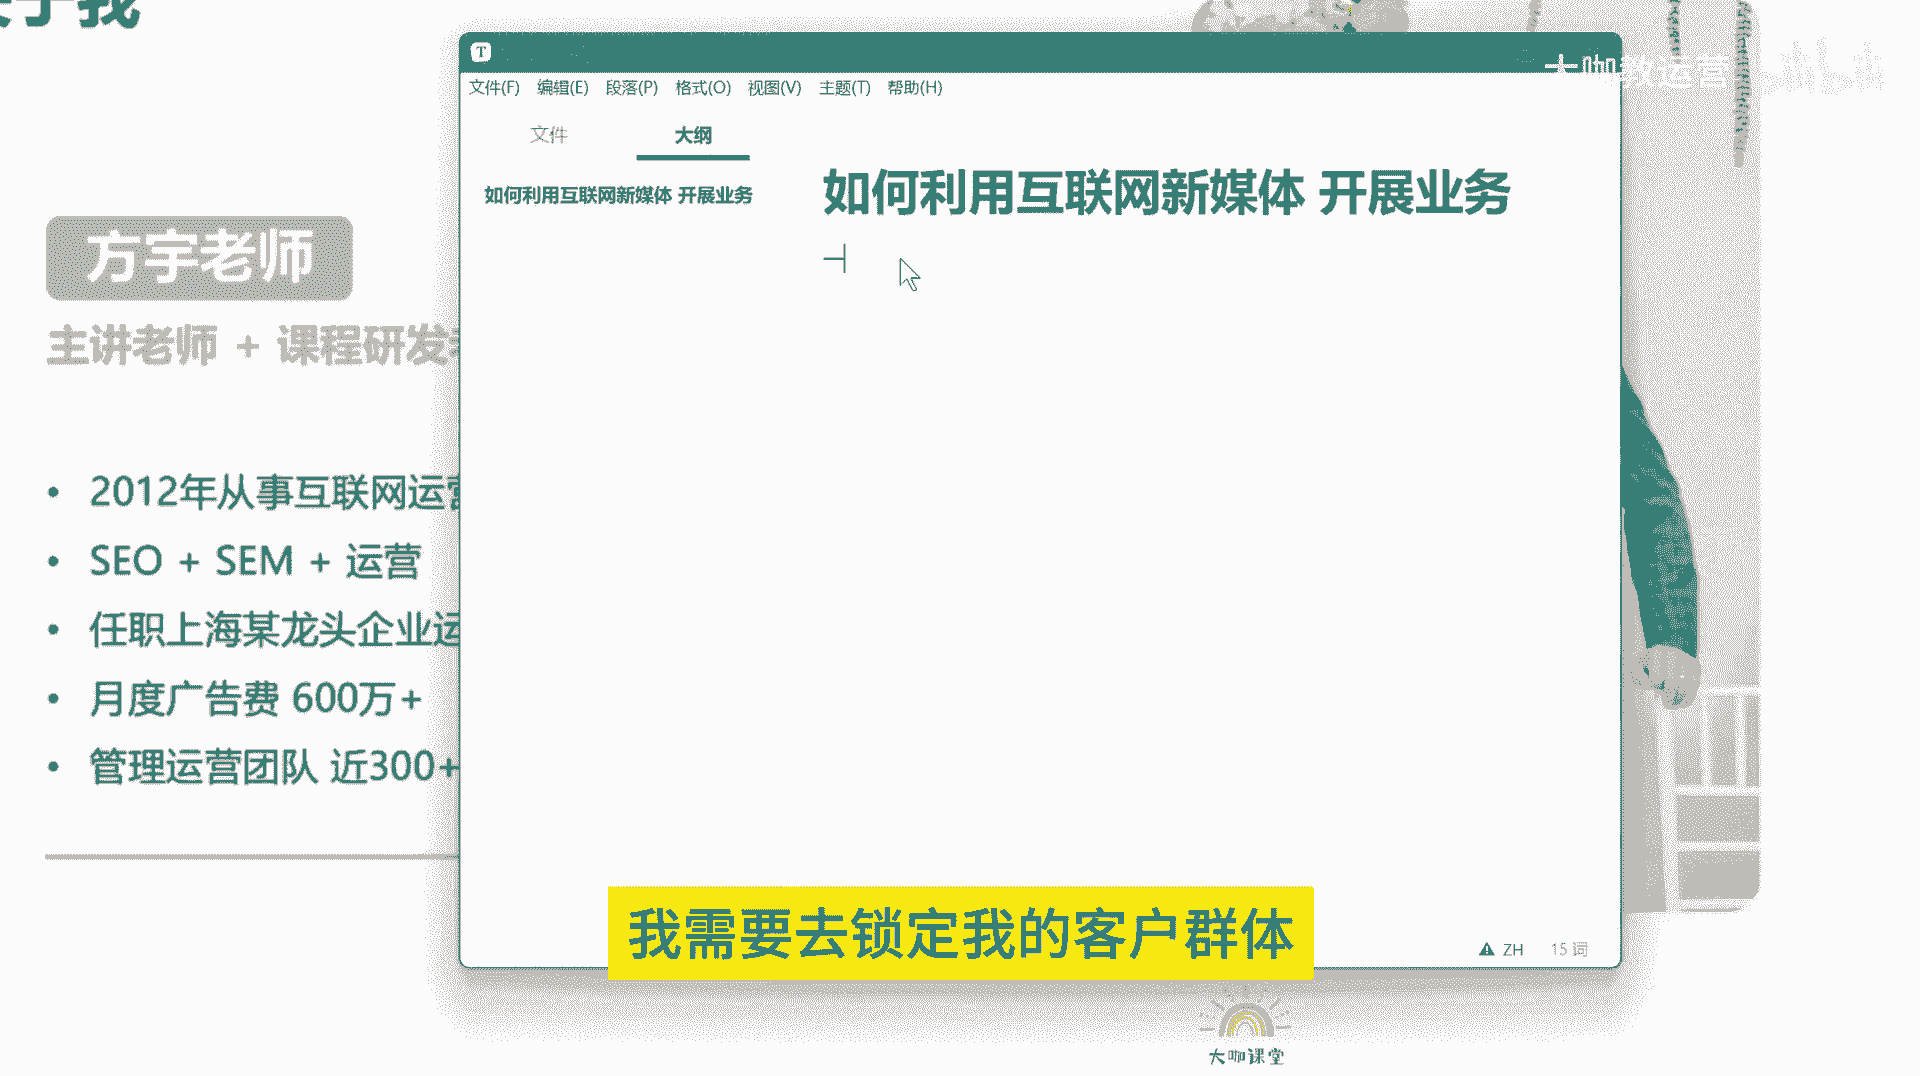 关于我
大咖教运营 bilibili
T
文件(F) 编辑(E) 段落(P) 格式(O) 视图(V) 主题(T) 帮助(H)
文件 大纲
如何利用互联网新媒体 开展业务
如何利用互联网新媒体 开展业务
方宇老师
主讲老师 + 课程研发
• 2012年从事互联网运营
• SEO + SEM + 运营
• 任职上海某龙头企业运
• 月度广告费 600万+
• 管理运营团队 近300+
我需要去锁定我的客户群体
ZH 15 词
大咖课堂